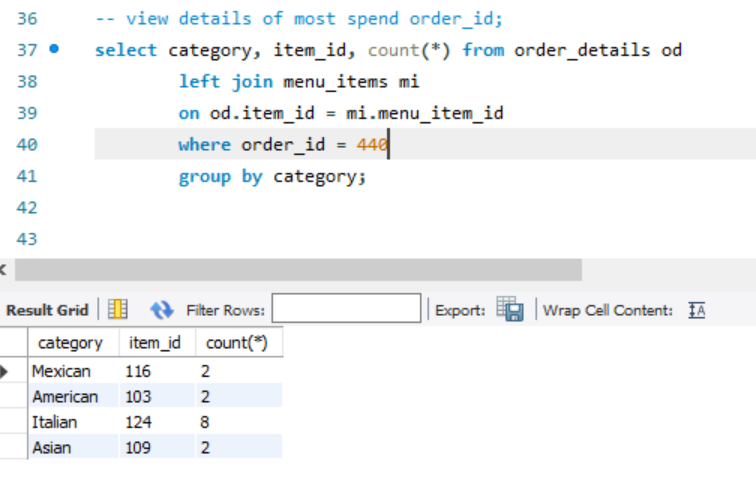 36 -- view details of most spend order_id;
37 select category, item_id, count(*) from order_details od
38 left join menu_items mi
39 on od.item_id = mi.menu_item_id
40 where order_id = 440
41 group by category;
42
43
Result Grid Filter Rows: Export: Wrap Cell Content:
category item_id count(*)
Mexican 116 2
American 103 2
Italian 124 8
Asian 109 2